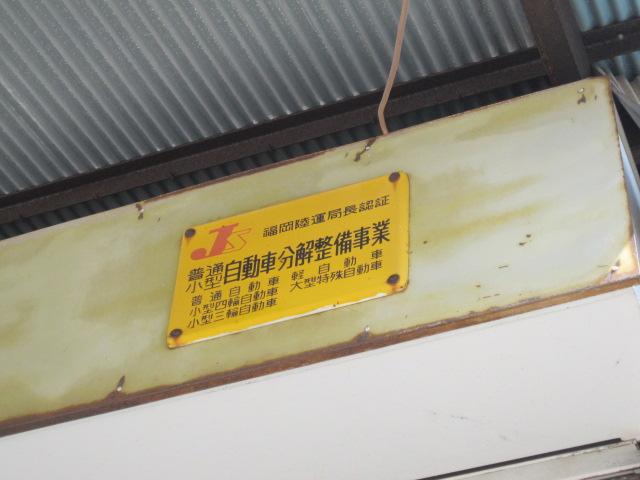 JKS 福岡陸運局長認証
普通
小型 自動車分解整備事業
普通自動車 軽自動車
小型四輪自動車 大型特殊自動車
小型三輪自動車